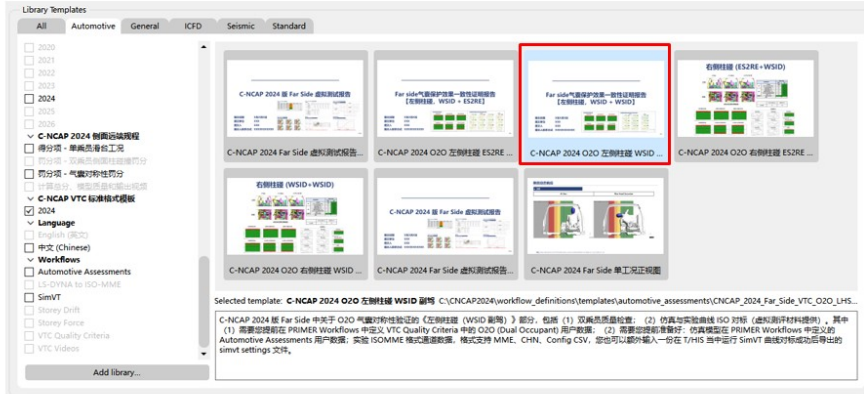 Library Templates
All
Automotive
General
ICFD
Seismic
Standard
2020
2021
2022
2023
2024
2025
2026
C-NCAP 2024 侧面远端规程
得分项 - 单乘员滑台工况
罚分项 - 双乘员侧面柱碰撞罚分
罚分项 - 气囊对称性罚分
计算总分、模型质量和输出视频
C-NCAP VTC 标准格式模板
2024
Language
English (英文)
中文 (Chinese)
Workflows
Automotive Assessments
LS-DYNA to ISO-MME
SimVT
Storey Drift
Storey Force
VTC Quality Criteria
VTC Videos
Add library...
C-NCAP 2024 版 Far Side 虚拟测试报告
C-NCAP 2024 Far Side 虚拟测试报告...
Far side气囊保护效果一致性证明报告
【左侧柱碰，WSID + ES2RE】
C-NCAP 2024 O2O 左侧柱碰 ES2RE ...
Far side气囊保护效果一致性证明报告
【左侧柱碰，WSID + WSID】
C-NCAP 2024 O2O 左侧柱碰 WSID ...
右侧柱碰 (ES2RE+WSID)
C-NCAP 2024 O2O 右侧柱碰 ES2RE ...
右侧柱碰 (WSID+WSID)
C-NCAP 2024 O2O 右侧柱碰 WSID ...
C-NCAP 2024 版 Far Side 虚拟测试报告
C-NCAP 2024 Far Side 虚拟测试报告...
C-NCAP 2024 Far Side 单工况正视图
Selected template: C-NCAP 2024 O2O 左侧柱碰 WSID 副驾 C:\CNCAP2024\workflow_definitions\templates\automotive_assessments\CNCAP_2024_Far_Side_VTC_O2O_LHS...
C-NCAP 2024 版 Far Side 中关于 O2O 气囊对称性验证的《左侧柱碰（WSID 副驾）》部分，包括（1）双乘员质量检查；（2）仿真与实验曲线 ISO 对标（虚拟测评材料提供）。其中
（1）需要您提前在 PRIMER Workflows 中定义 VTC Quality Criteria 中的 O2O (Dual Occupant) 用户数据；（2）需要您提前准备好：仿真模型在 PRIMER Workflows 中定义的
Automotive Assessments 用户数据；实验 ISOMME 格式通道数据，格式支持 MME、CHN、Config CSV，您也可以额外输入一份在 T/HIS 当中运行 SimVT 曲线对标成功后导出的
simvt settings 文件。